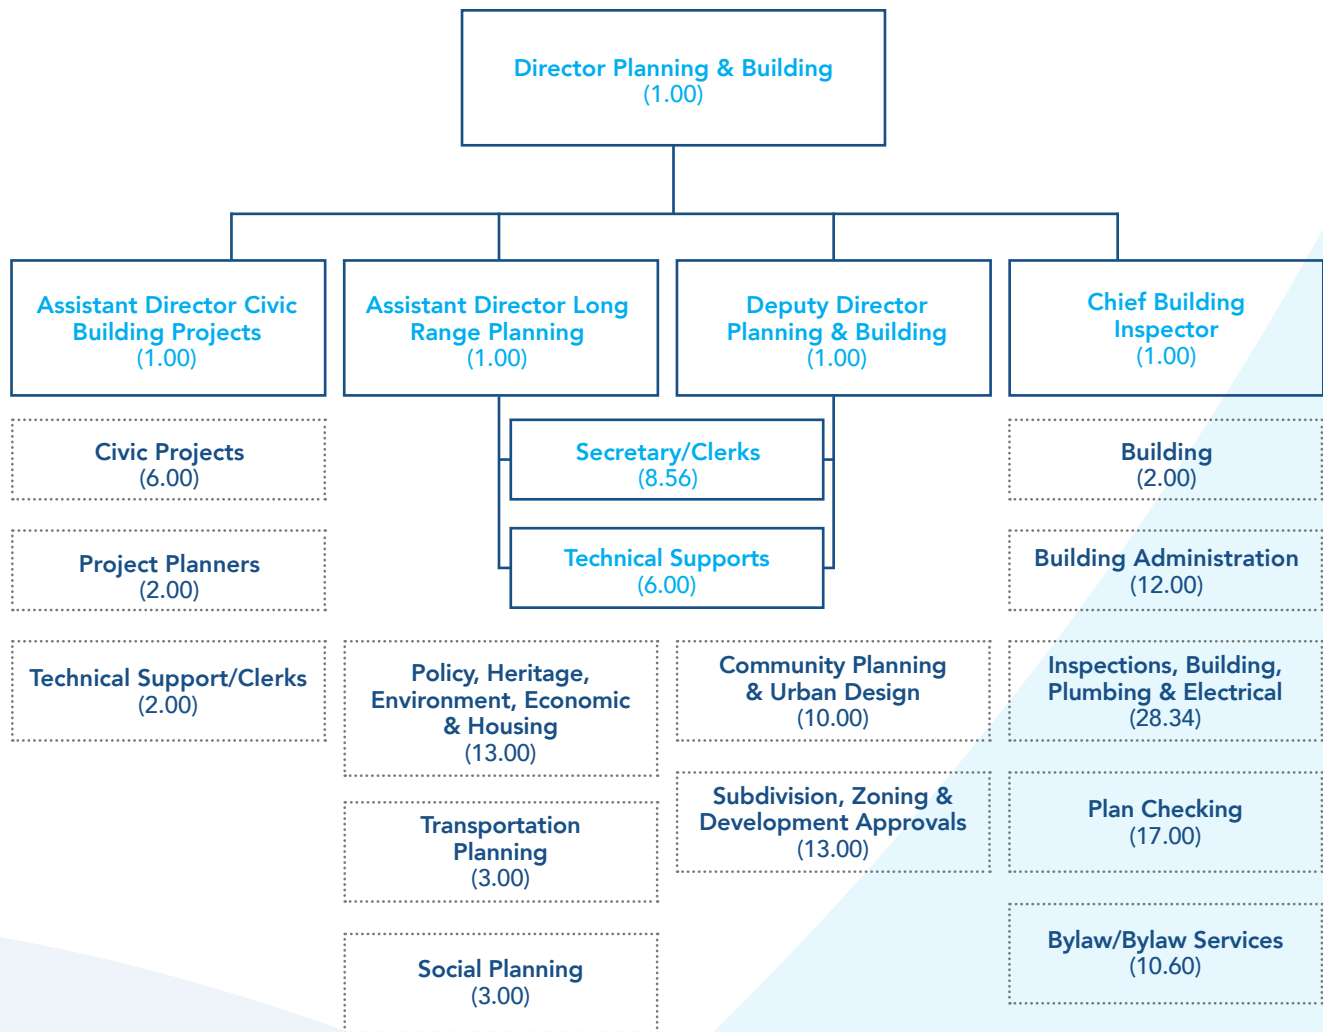 Director Planning & Building
(1.00)
Assistant Director Civic
Building Projects
(1.00)
Assistant Director Long
Range Planning
(1.00)
Deputy Director
Planning & Building
(1.00)
Chief Building
Inspector
(1.00)
Civic Projects
(6.00)
Project Planners
(2.00)
Technical Support/Clerks
(2.00)
Secretary/Clerks
(8.56)
Technical Supports
(6.00)
Policy, Heritage,
Environment, Economic
& Housing
(13.00)
Transportation
Planning
(3.00)
Social Planning
(3.00)
Community Planning
& Urban Design
(10.00)
Subdivision, Zoning &
Development Approvals
(13.00)
Building
(2.00)
Building Administration
(12.00)
Inspections, Building,
Plumbing & Electrical
(28.34)
Plan Checking
(17.00)
Bylaw/Bylaw Services
(10.60)